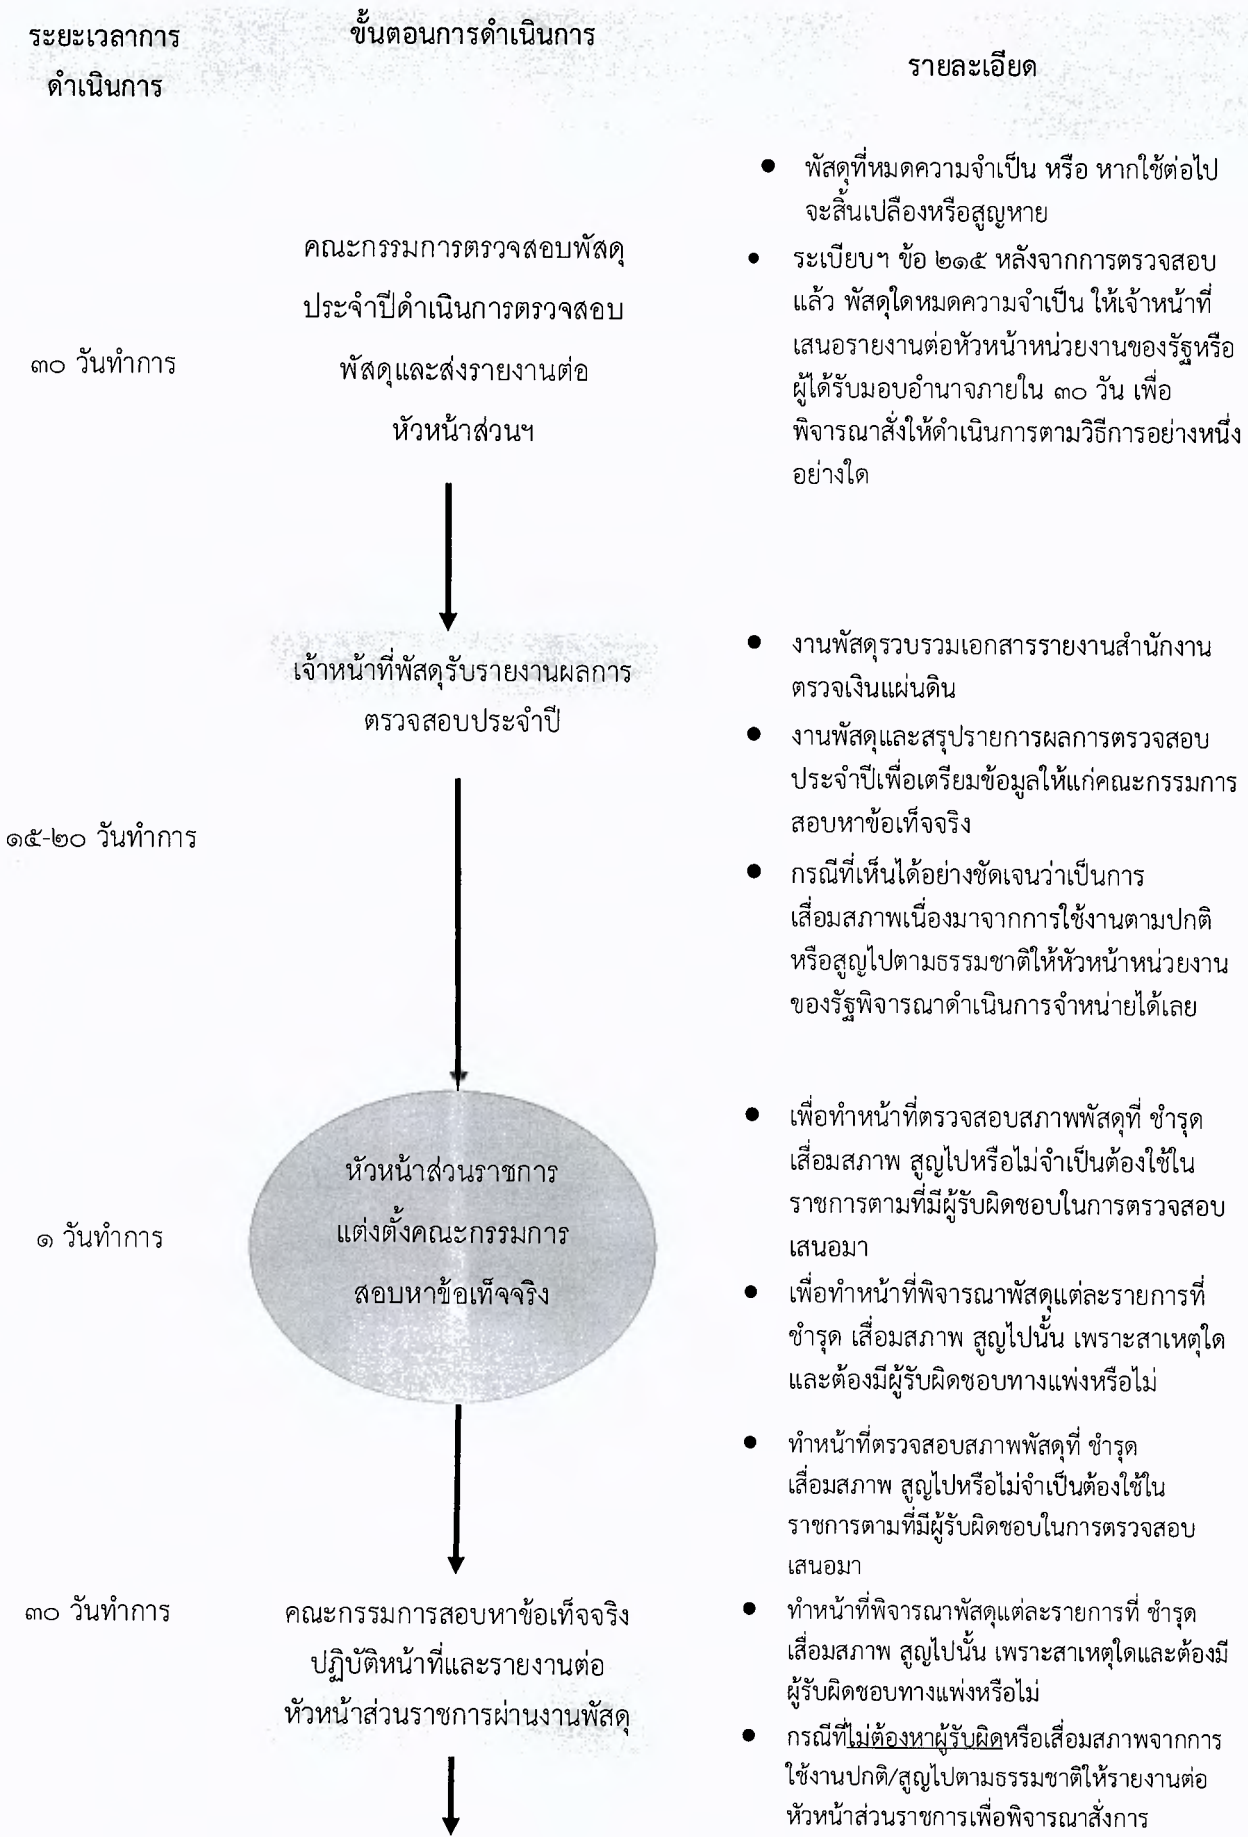 ระยะเวลาการ
ดำเนินการ
ขั้นตอนการดำเนินการ
รายละเอียด
๓๐ วันทำการ
คณะกรรมการตรวจสอบพัสดุ
ประจำปีดำเนินการตรวจสอบ
พัสดุและส่งรายงานต่อ
หัวหน้าส่วนฯ
● พัสดุที่หมดความจำเป็น หรือ หากใช้ต่อไป
จะสิ้นเปลืองหรือสูญหาย
● ระเบียบฯ ข้อ ๒๑๕ หลังจากการตรวจสอบ
แล้ว พัสดุใดหมดความจำเป็น ให้เจ้าหน้าที่
เสนอรายงานต่อหัวหน้าหน่วยงานของรัฐหรือ
ผู้ได้รับมอบอำนาจภายใน ๓๐ วัน เพื่อ
พิจารณาสั่งให้ดำเนินการตามวิธีการอย่างหนึ่ง
อย่างใด
๑๕-๒๐ วันทำการ
เจ้าหน้าที่พัสดุรับรายงานผลการ
ตรวจสอบประจำปี
● งานพัสดุรวบรวมเอกสารรายงานสำนักงาน
ตรวจเงินแผ่นดิน
● งานพัสดุและสรุปรายการผลการตรวจสอบ
ประจำปีเพื่อเตรียมข้อมูลให้แก่คณะกรรมการ
สอบหาข้อเท็จจริง
● กรณีที่เห็นได้อย่างชัดเจนว่าเป็นการ
เสื่อมสภาพเนื่องมาจากการใช้งานตามปกติ
หรือสูญไปตามธรรมชาติให้หัวหน้าหน่วยงาน
ของรัฐพิจารณาดำเนินการจำหน่ายได้เลย
๑ วันทำการ
หัวหน้าส่วนราชการ
แต่งตั้งคณะกรรมการ
สอบหาข้อเท็จจริง
● เพื่อทำหน้าที่ตรวจสอบสภาพพัสดุที่ ชำรุด
เสื่อมสภาพ สูญไปหรือไม่จำเป็นต้องใช้ใน
ราชการตามที่มีผู้รับผิดชอบในการตรวจสอบ
เสนอมา
● เพื่อทำหน้าที่พิจารณาพัสดุแต่ละรายการที่
ชำรุด เสื่อมสภาพ สูญไปนั้น เพราะสาเหตุใด
และต้องมีผู้รับผิดชอบทางแพ่งหรือไม่
๓๐ วันทำการ
คณะกรรมการสอบหาข้อเท็จจริง
ปฏิบัติหน้าที่และรายงานต่อ
หัวหน้าส่วนราชการผ่านงานพัสดุ
● ทำหน้าที่ตรวจสอบสภาพพัสดุที่ ชำรุด
เสื่อมสภาพ สูญไปหรือไม่จำเป็นต้องใช้ใน
ราชการตามที่มีผู้รับผิดชอบในการตรวจสอบ
เสนอมา
● ทำหน้าที่พิจารณาพัสดุแต่ละรายการที่ ชำรุด
เสื่อมสภาพ สูญไปนั้น เพราะสาเหตุใดและต้องมี
ผู้รับผิดชอบทางแพ่งหรือไม่
● กรณีที่ไม่ต้องหาผู้รับผิดหรือเสื่อมสภาพจากการ
ใช้งานปกติ/สูญไปตามธรรมชาติให้รายงานต่อ
หัวหน้าส่วนราชการเพื่อพิจารณาสั่งการ